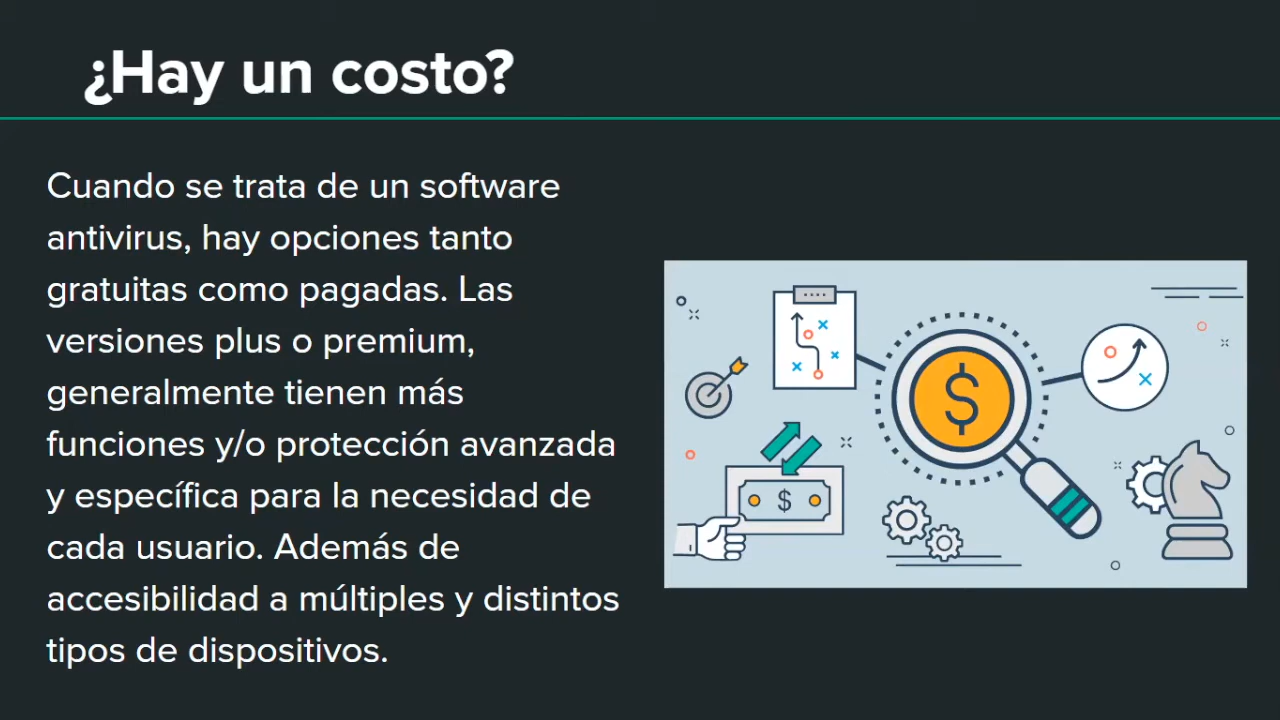 ¿Hay un costo?
Cuando se trata de un software
antivirus, hay opciones tanto
gratuitas como pagadas. Las
versiones plus o premium,
generalmente tienen más
funciones y/o protección avanzada
y específica para la necesidad de
cada usuario. Además de
accesibilidad a múltiples y distintos
tipos de dispositivos.
$
$